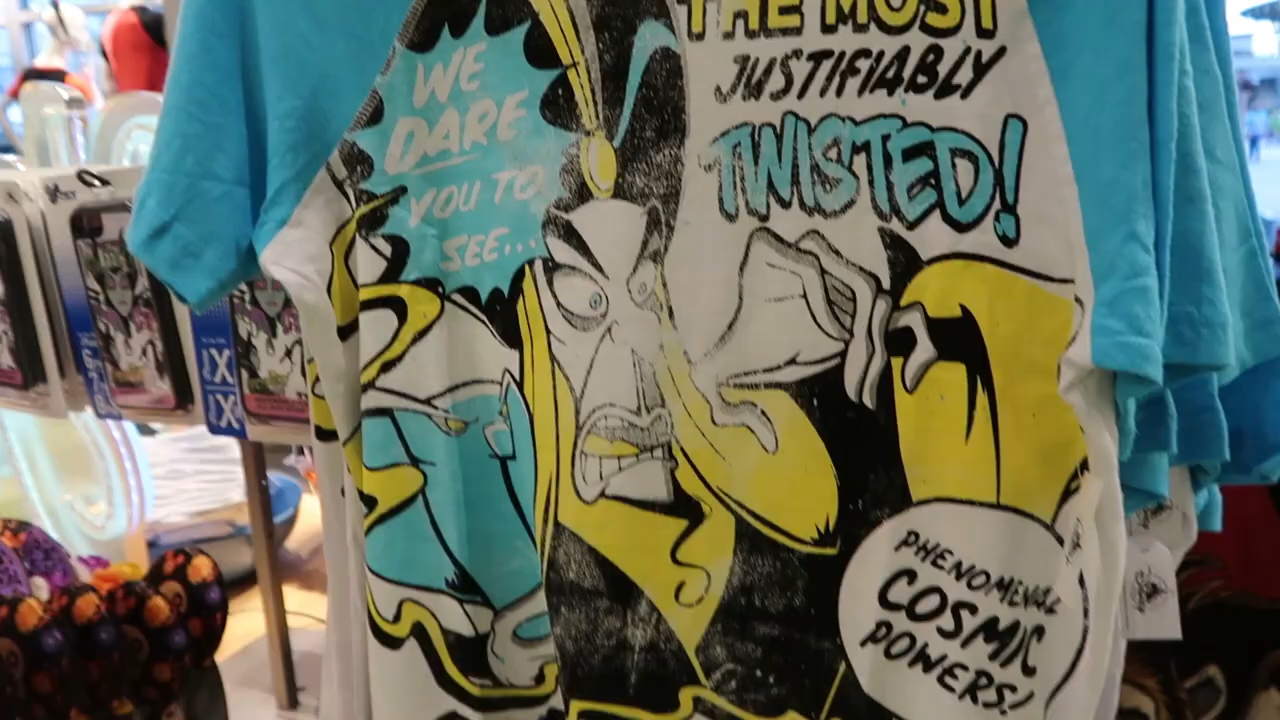 WE
DARE
YOU TO
SEE...
THE MOST
JUSTIFIABLY
TWISTED!
PHENOMENAL
COSMIC
POWERS!
X
X